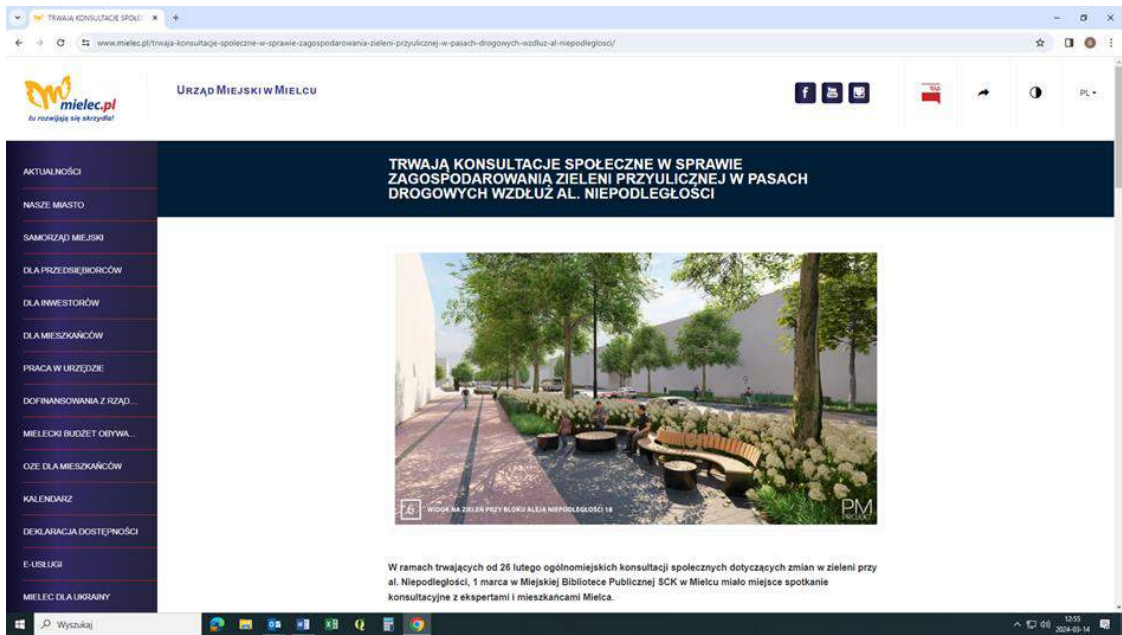 TRWAJĄ KONSULTACJE SPOŁEC
www.mielec.pl/trwaja-konsultacje-spoleczne-w-sprawie-zagospodarowania-zieleni-przyulicznej-w-pasach-drogowych-wzdluz-al-niepodleglosci/
mielec.pl
tu rozwijają się skrzydła!
URZĄD MIEJSKI W MIELCU
f
You
bip
PL
AKTUALNOŚCI
NASZE MIASTO
SAMORZĄD MIEJSKI
DLA PRZEDSIĘBIORCÓW
DLA INWESTORÓW
DLA MIESZKAŃCÓW
PRACA W URZĘDZIE
DOFINANSOWANIA Z RZĄD...
MIELECKI BUDŻET OBYWA...
OZE DLA MIESZKAŃCÓW
KALENDARZ
DEKLARACJA DOSTĘPNOŚCI
E-USŁUGI
MIELEC DLA UKRAINY
TRWAJĄ KONSULTACJE SPOŁECZNE W SPRAWIE
ZAGOSPODAROWANIA ZIELENI PRZYULICZNEJ W PASACH
DROGOWYCH WZDŁUŻ AL. NIEPODLEGŁOŚCI
.6 WIDOK NA ZIELEŃ PRZY BLOKU ALEJA NIEPODLEGŁOŚCI 18
PM
PROJEKT
W ramach trwających od 26 lutego ogólnomiejskich konsultacji społecznych dotyczących zmian w zieleni przy
al. Niepodległości, 1 marca w Miejskiej Bibliotece Publicznej SCK w Mielcu miało miejsce spotkanie
konsultacyjne z ekspertami i mieszkańcami Mielca.
Wyszukaj
12:55
2024-03-14